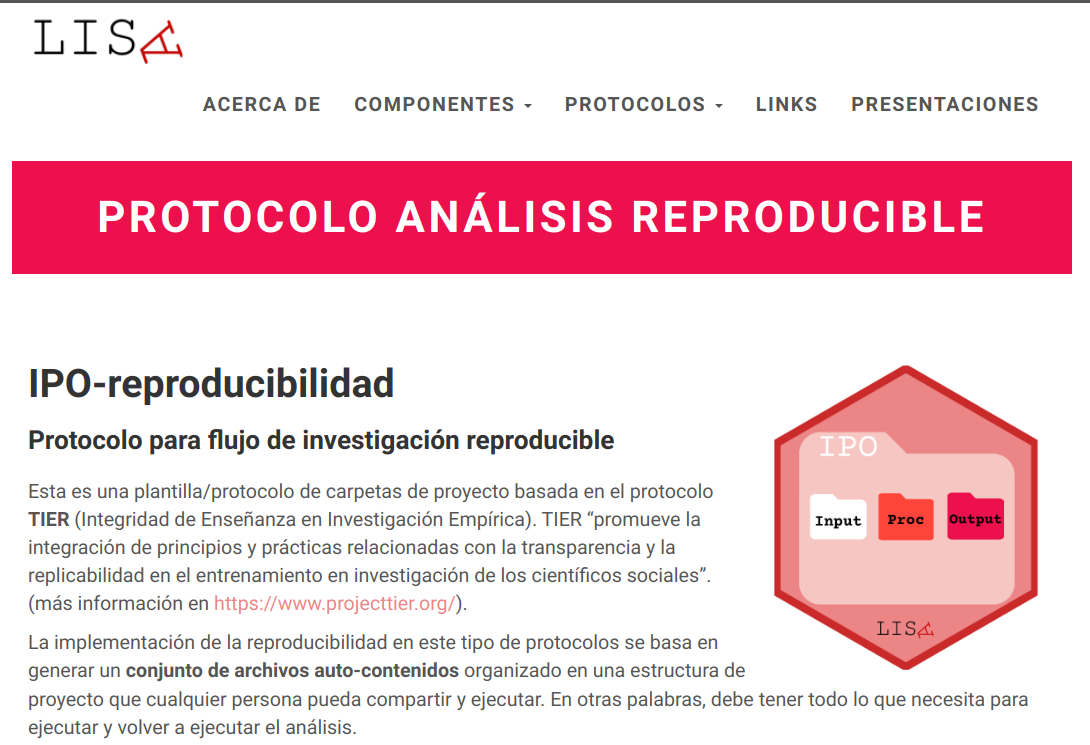 LISA
ACERCA DE COMPONENTES PROTOCOLOS LINKS PRESENTACIONES
PROTOCOLO ANÁLISIS REPRODUCIBLE
IPO-reproducibilidad
Protocolo para flujo de investigación reproducible
Esta es una plantilla/protocolo de carpetas de proyecto basada en el protocolo
TIER (Integridad de Enseñanza en Investigación Empírica). TIER “promueve la
integración de principios y prácticas relacionadas con la transparencia y la
replicabilidad en el entrenamiento en investigación de los científicos sociales”.
(más información en https://www.projecttier.org/).
La implementación de la reproducibilidad en este tipo de protocolos se basa en
generar un conjunto de archivos auto-contenidos organizado en una estructura de
proyecto que cualquier persona pueda compartir y ejecutar. En otras palabras, debe tener todo lo que necesita para
ejecutar y volver a ejecutar el análisis.
IPO
Input Proc Output
LISA